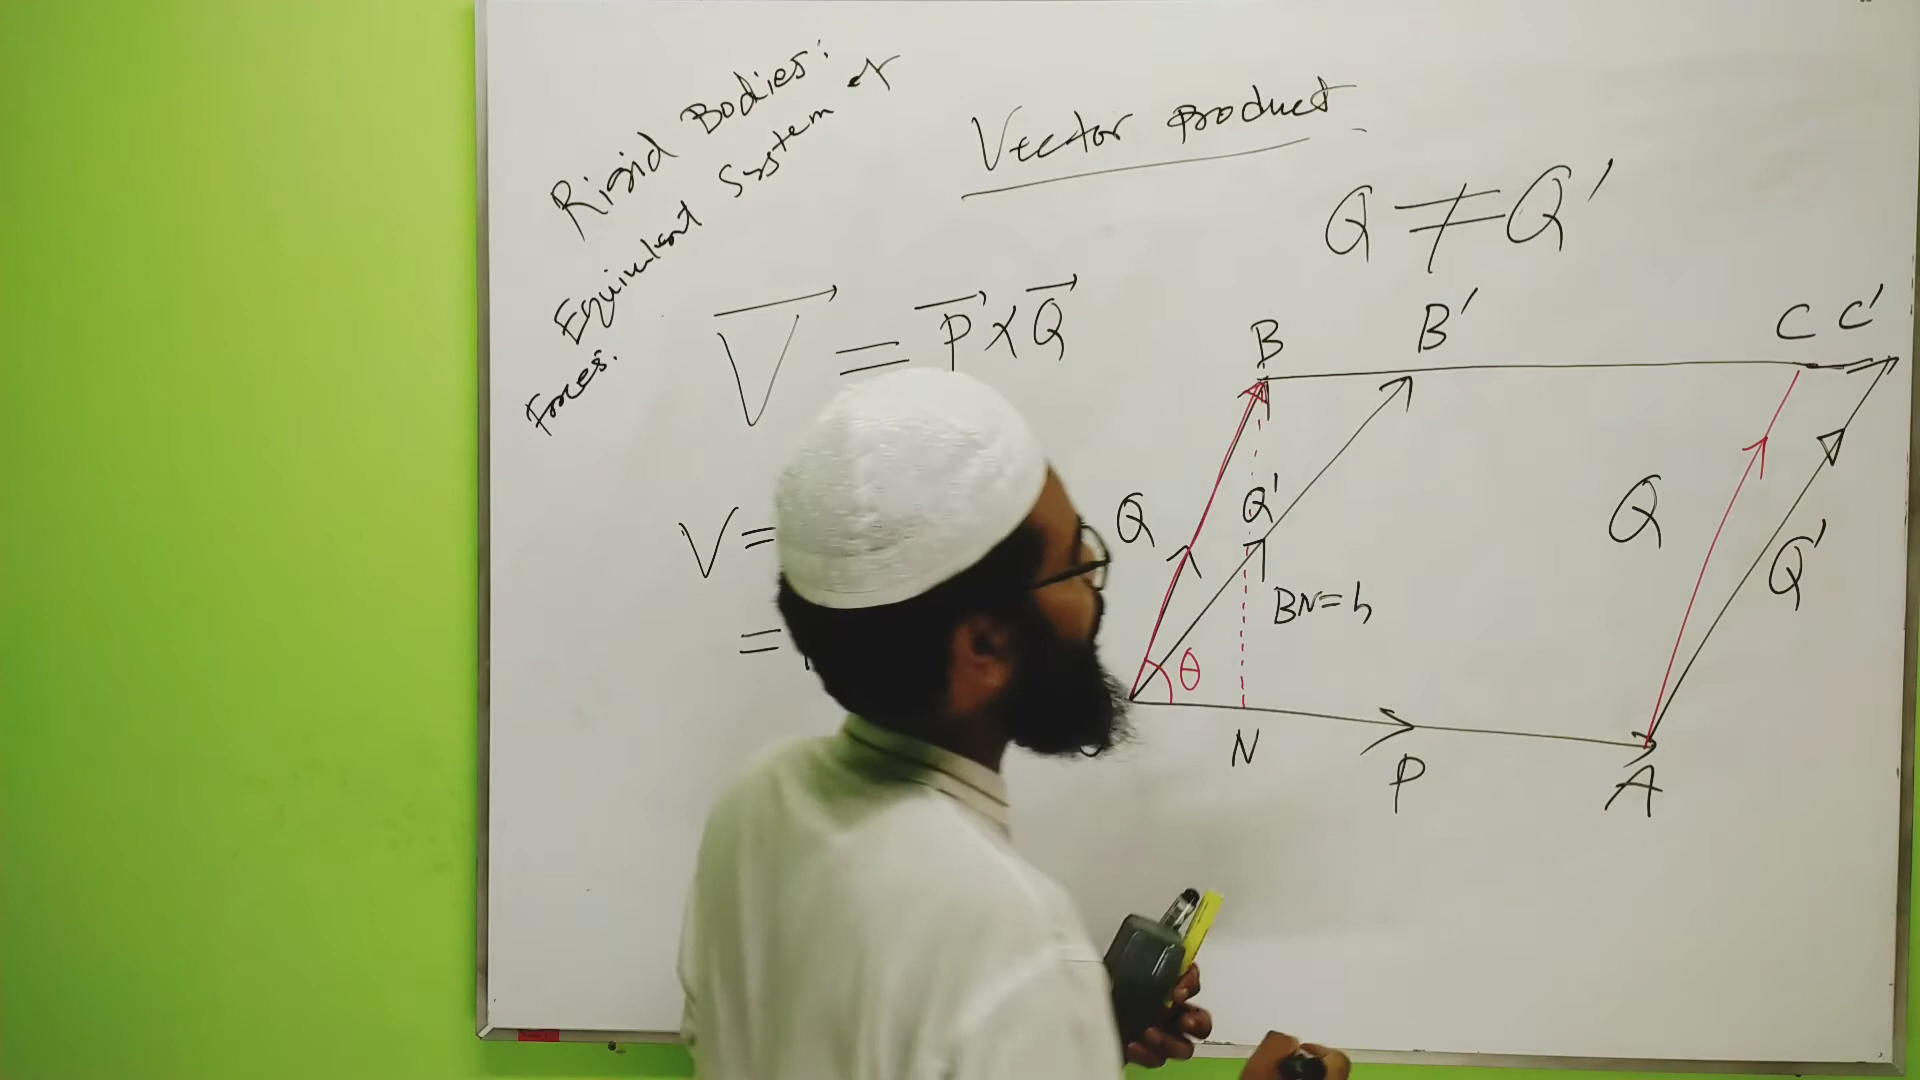 Rigid Bodies:
Equivalent System of
Forces.
Vector product
Q ≠ Q'
V = P × Q
B
B'
C C'
Q
Q'
Q
Q'
V =
BN = h
=
θ
N
P
A